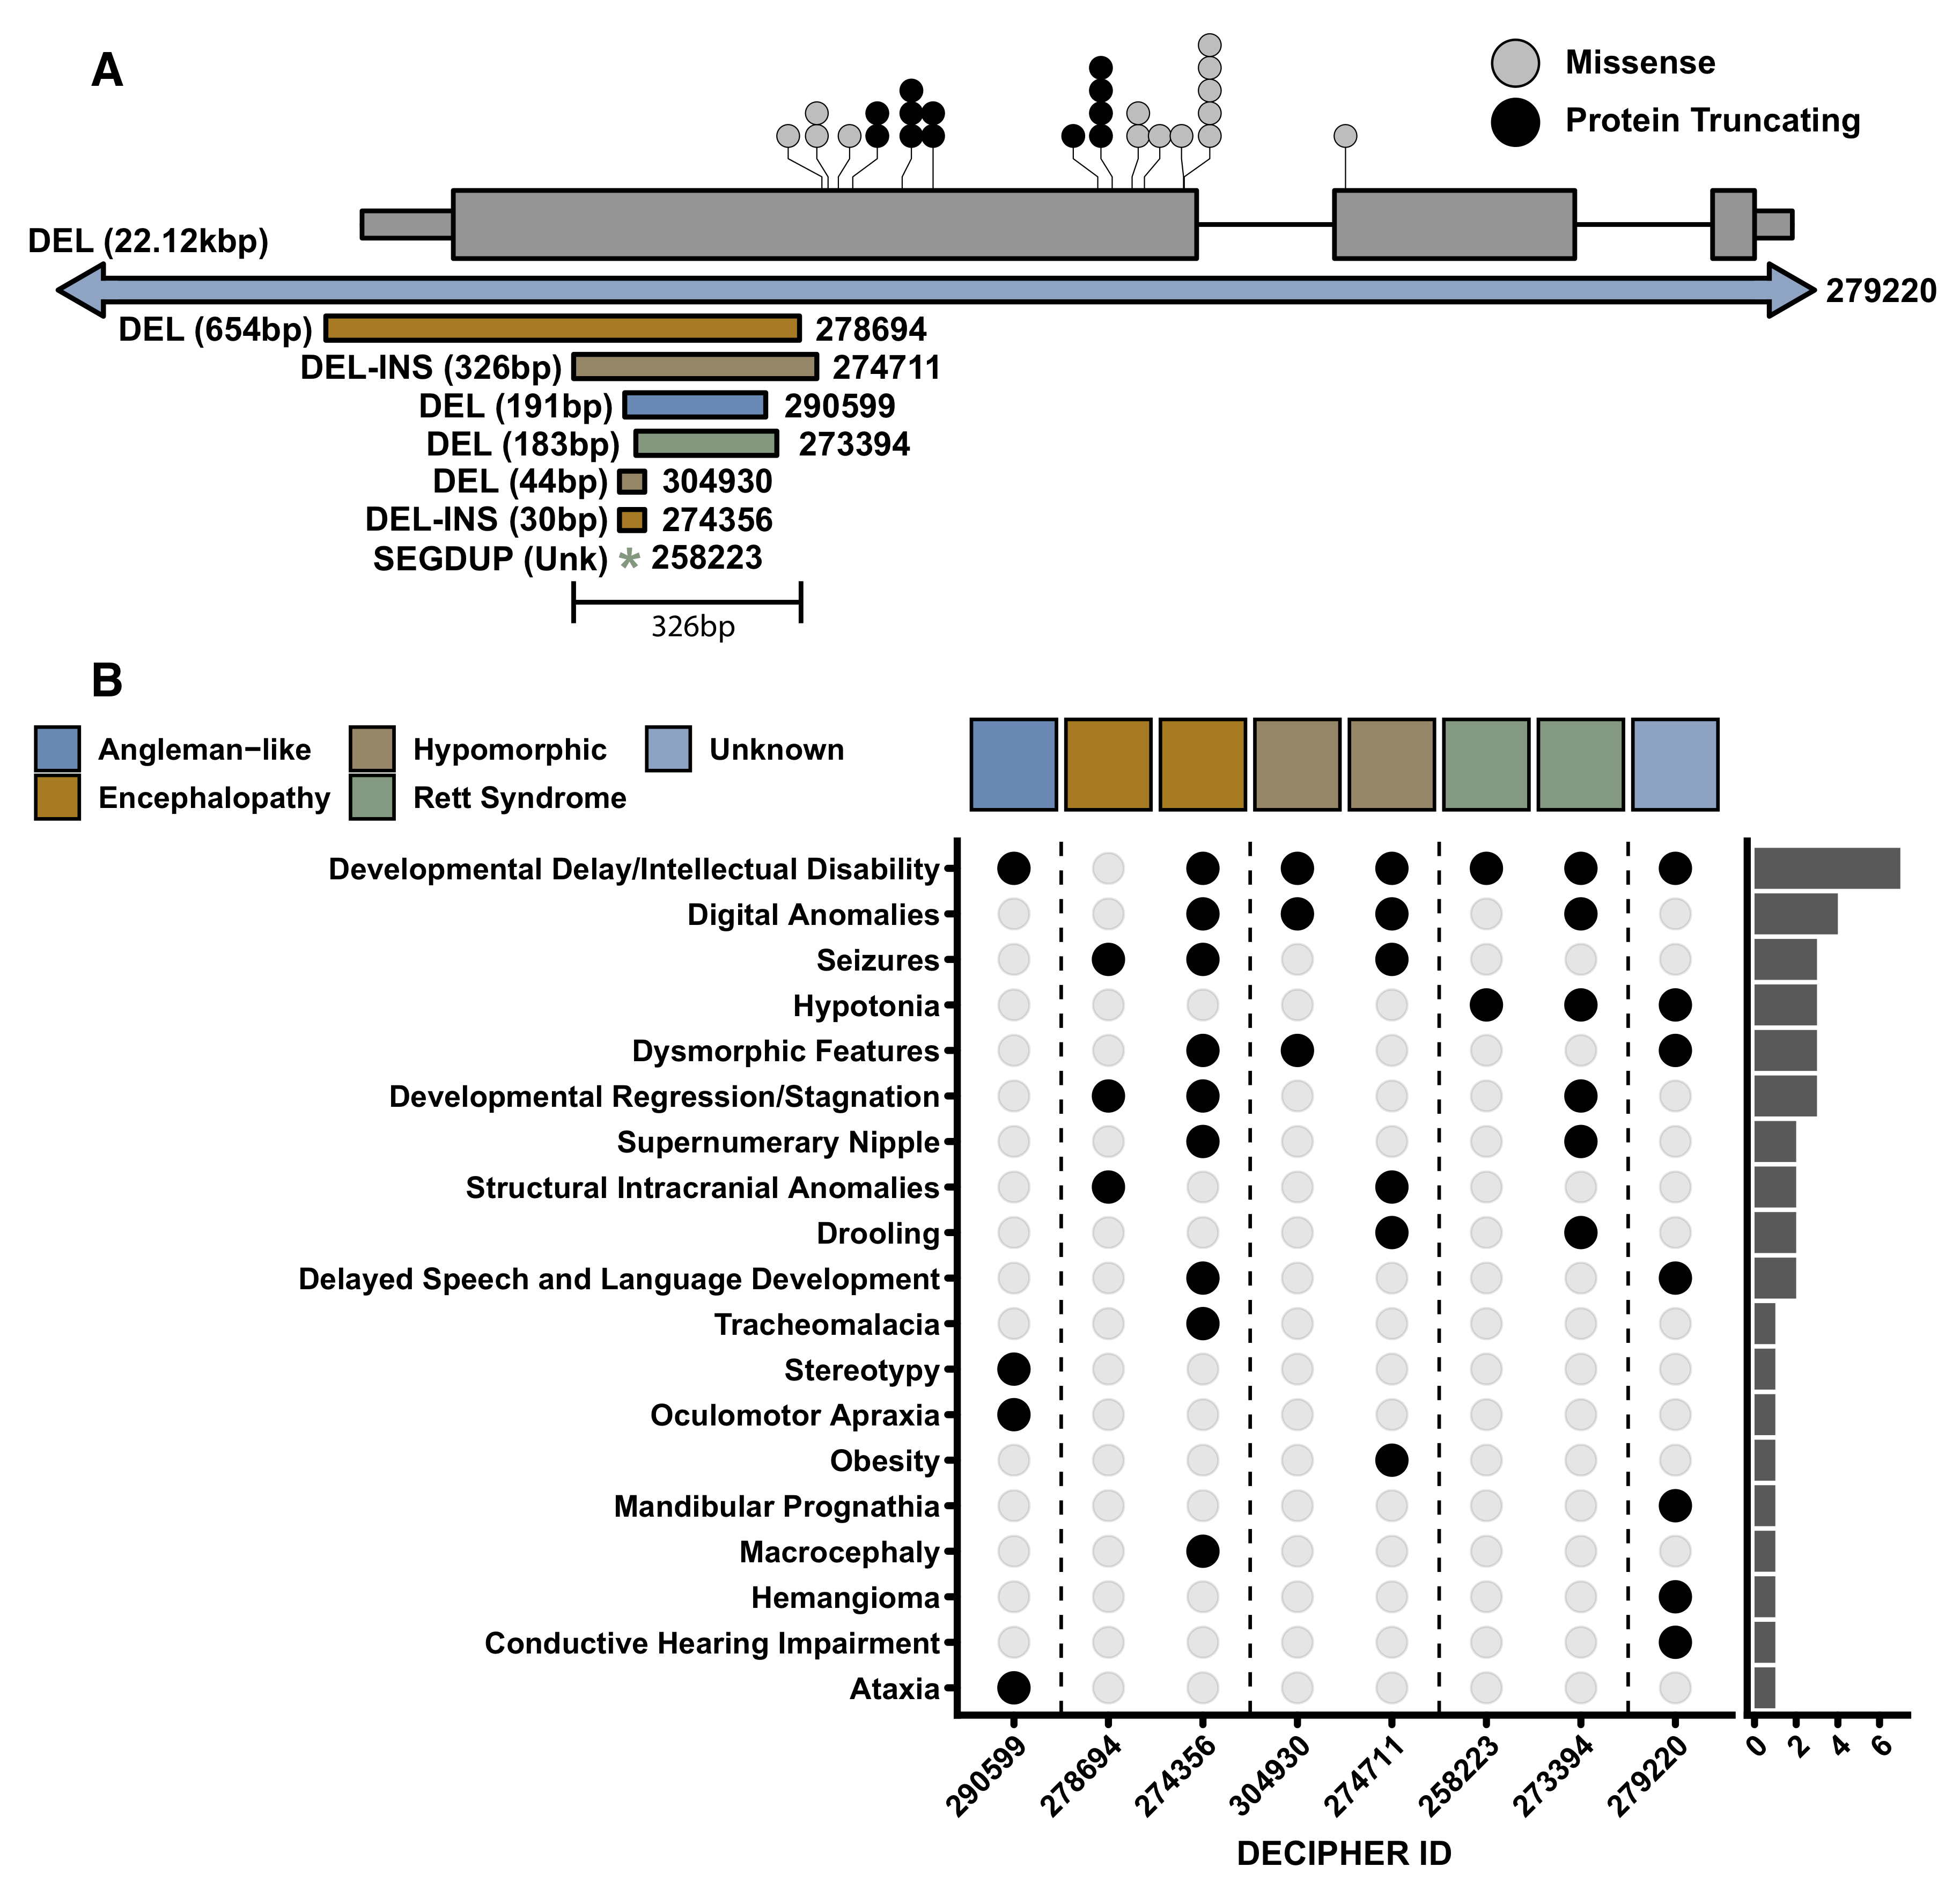 A
Missense
Protein Truncating
DEL (22.12kbp)
279220
DEL (654bp) 278694
DEL-INS (326bp) 274711
DEL (191bp) 290599
DEL (183bp) 273394
DEL (44bp) 304930
DEL-INS (30bp) 274356
SEGDUP (Unk) * 258223
326bp
B
Angleman−like Hypomorphic Unknown
Encephalopathy Rett Syndrome
Developmental Delay/Intellectual Disability
Digital Anomalies
Seizures
Hypotonia
Dysmorphic Features
Developmental Regression/Stagnation
Supernumerary Nipple
Structural Intracranial Anomalies
Drooling
Delayed Speech and Language Development
Tracheomalacia
Stereotypy
Oculomotor Apraxia
Obesity
Mandibular Prognathia
Macrocephaly
Hemangioma
Conductive Hearing Impairment
Ataxia
290599 278694 274356 304930 274711 258223 273394 279220 0 2 4 6
DECIPHER ID